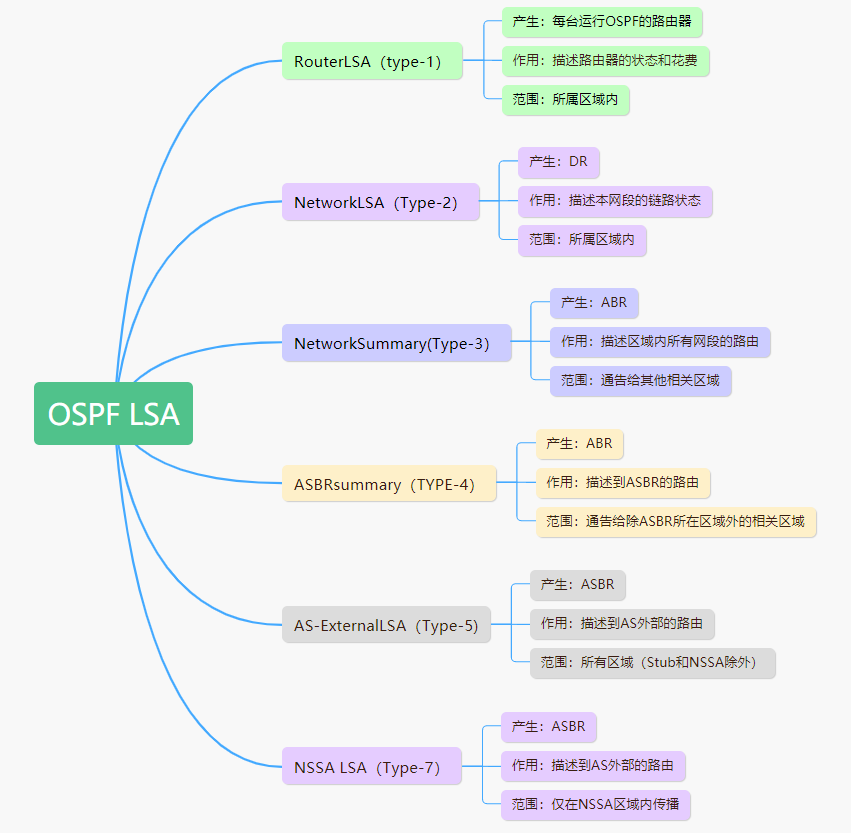 OSPF LSA
RouterLSA（type-1）
产生：每台运行OSPF的路由器
作用：描述路由器的状态和花费
范围：所属区域内
NetworkLSA（Type-2）
产生：DR
作用：描述本网段的链路状态
范围：所属区域内
NetworkSummary(Type-3）
产生：ABR
作用：描述区域内所有网段的路由
范围：通告给其他相关区域
ASBRsummary（TYPE-4）
产生：ABR
作用：描述到ASBR的路由
范围：通告给除ASBR所在区域外的相关区域
AS-ExternalLSA（Type-5)
产生：ASBR
作用：描述到AS外部的路由
范围：所有区域（Stub和NSSA除外）
NSSA LSA（Type-7）
产生：ASBR
作用：描述到AS外部的路由
范围：仅在NSSA区域内传播